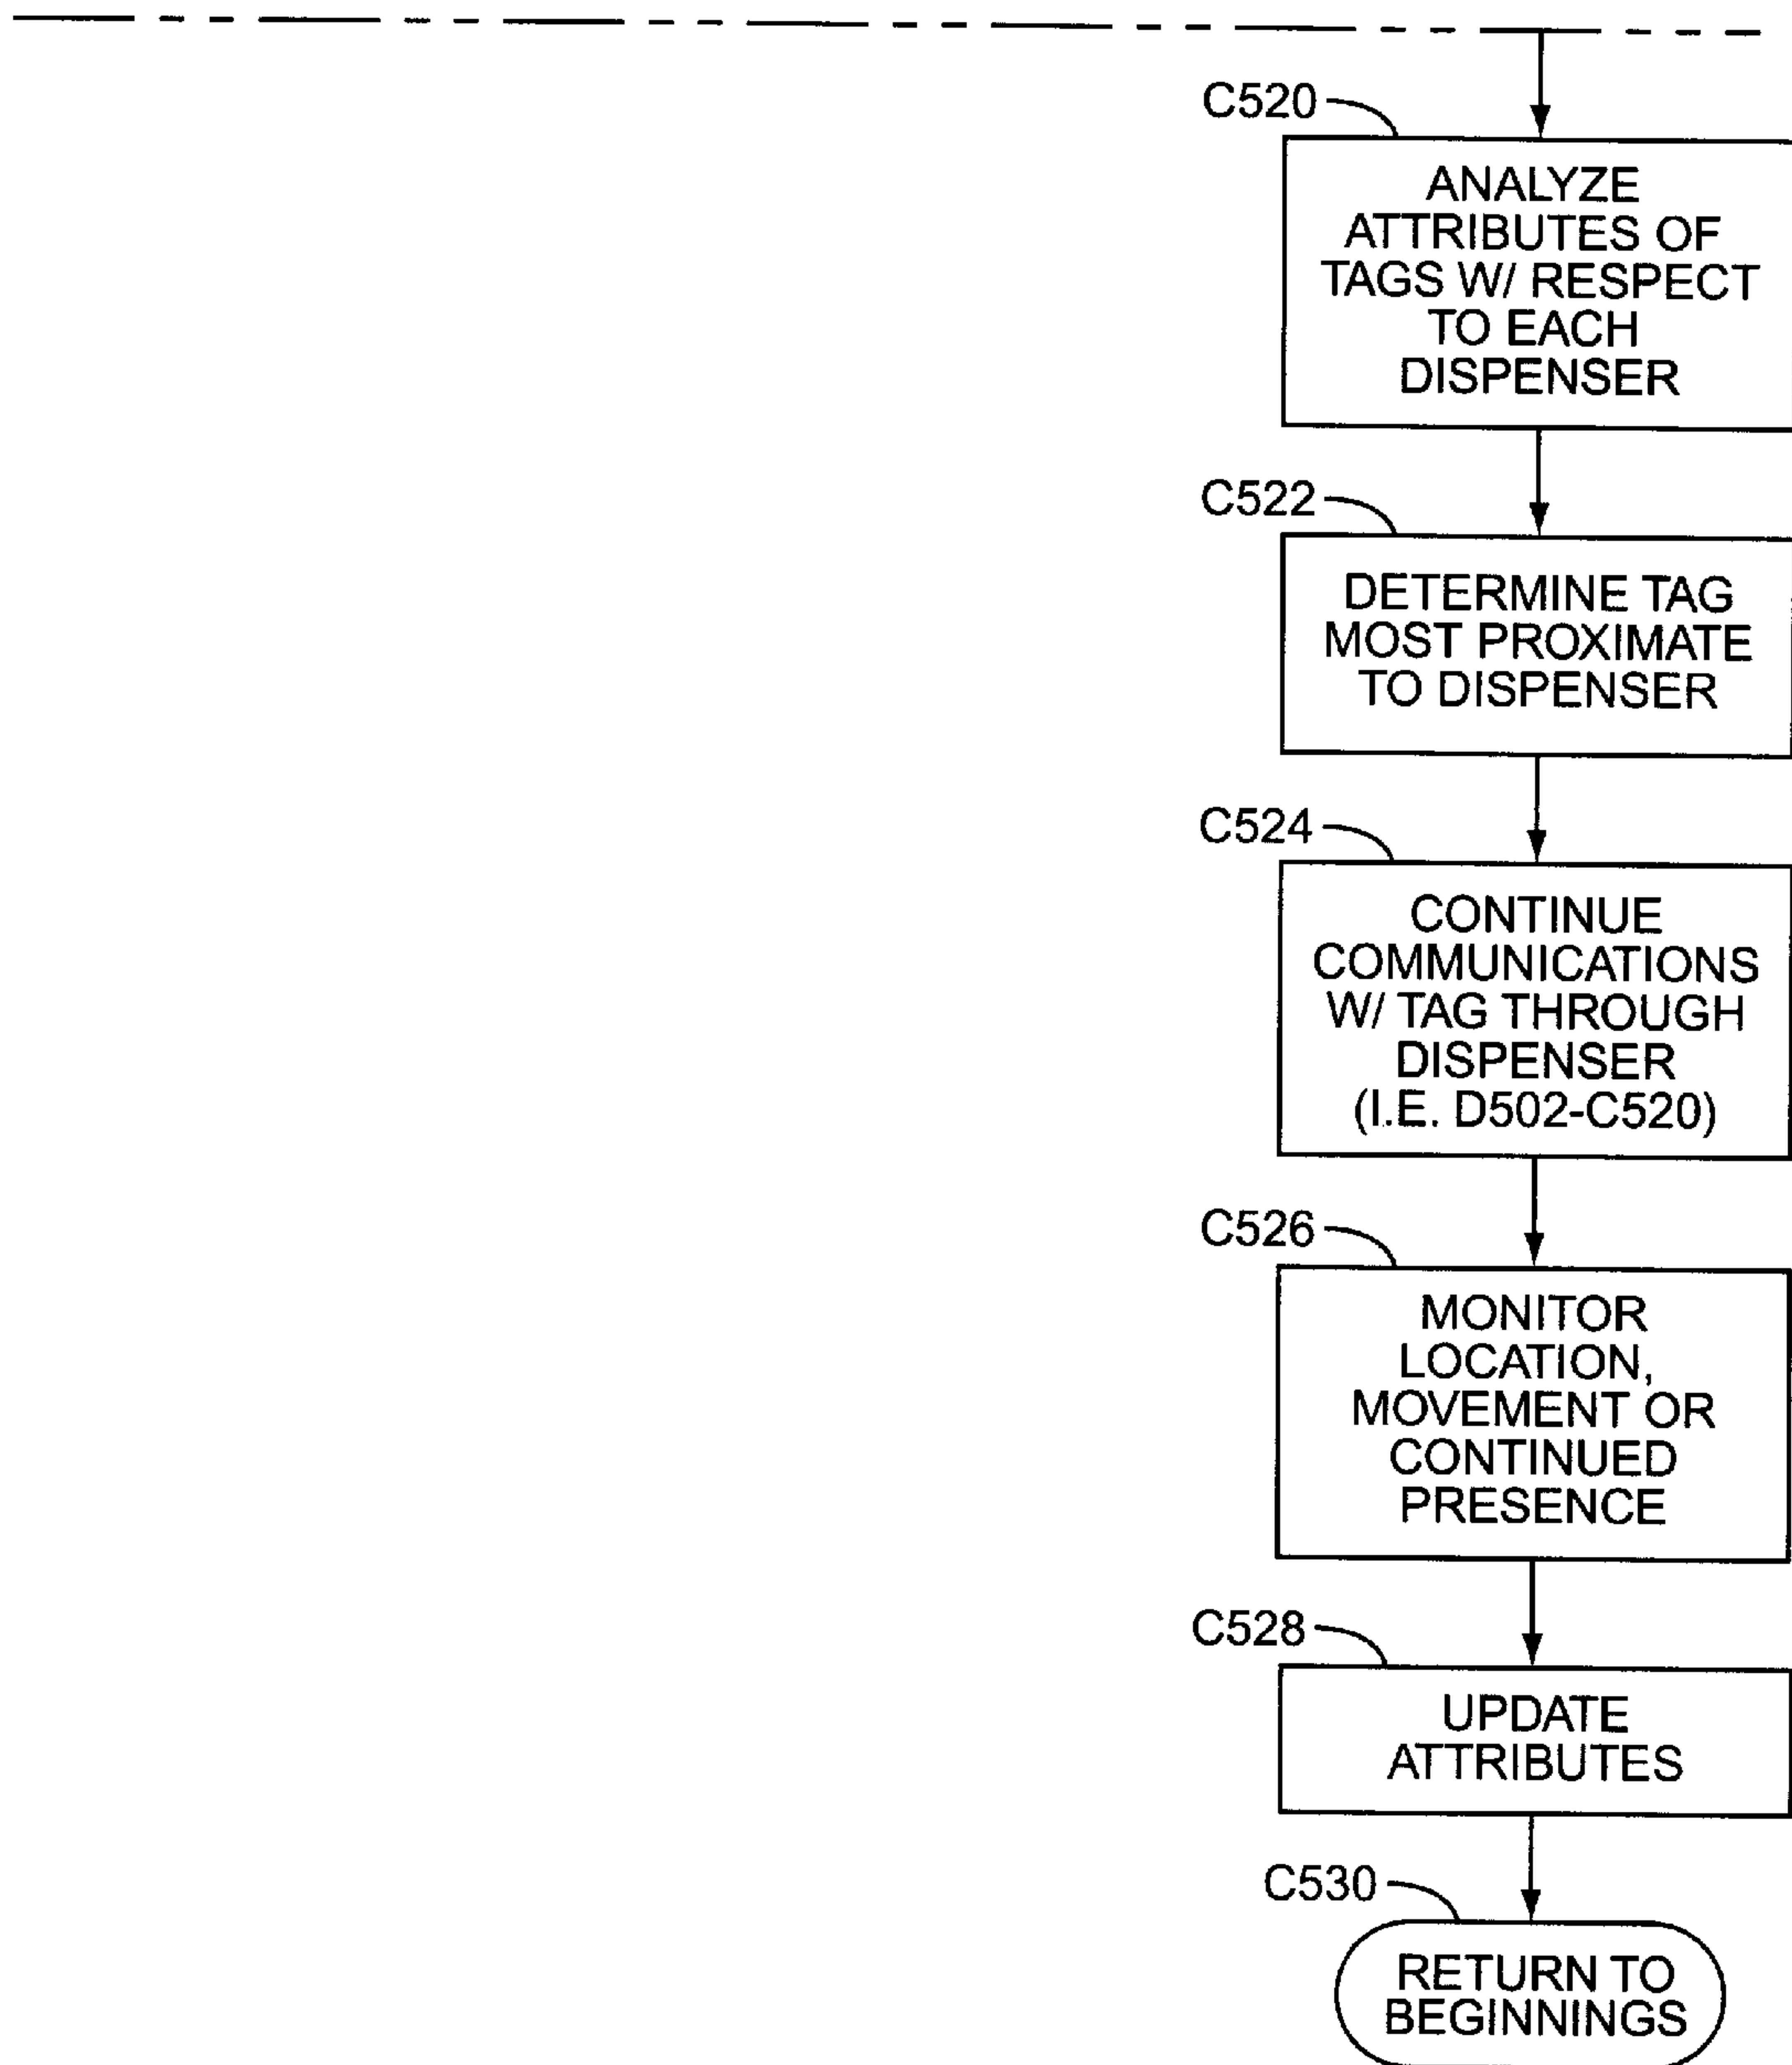 C520
ANALYZE
ATTRIBUTES OF
TAGS W/ RESPECT
TO EACH
DISPENSER
C522
DETERMINE TAG
MOST PROXIMATE
TO DISPENSER
C524
CONTINUE
COMMUNICATIONS
W/ TAG THROUGH
DISPENSER
(I.E. D502-C520)
C526
MONITOR
LOCATION,
MOVEMENT OR
CONTINUED
PRESENCE
C528
UPDATE
ATTRIBUTES
C530
RETURN TO
BEGINNINGS